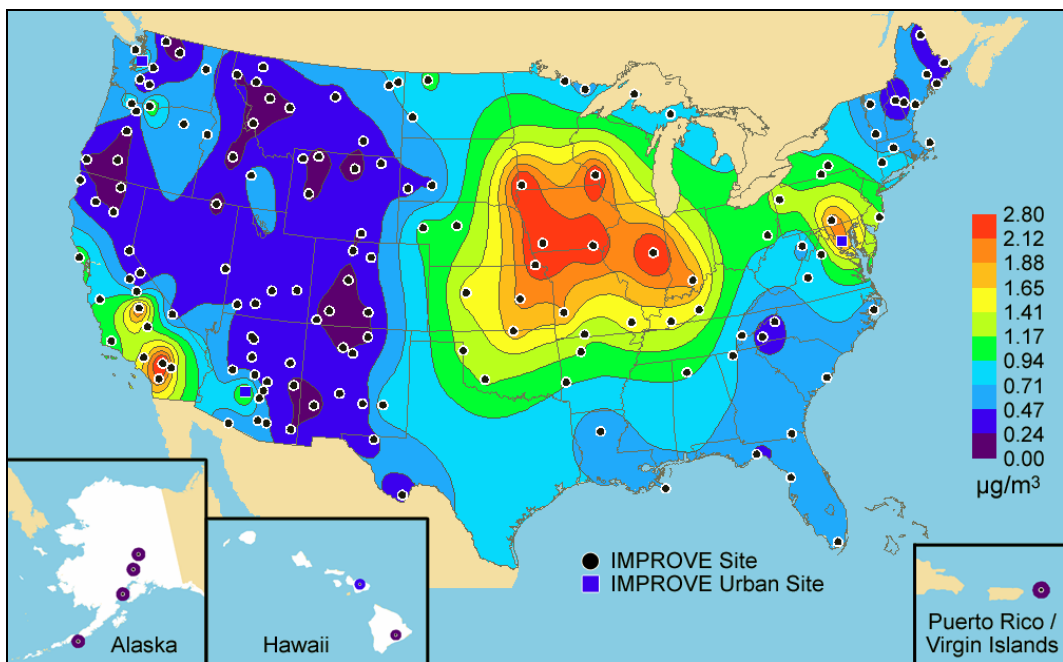 2.80
2.12
1.88
1.65
1.41
1.17
0.94
0.71
0.47
0.24
0.00
µg/m³
IMPROVE Site
IMPROVE Urban Site
Alaska
Hawaii
Puerto Rico /
Virgin Islands